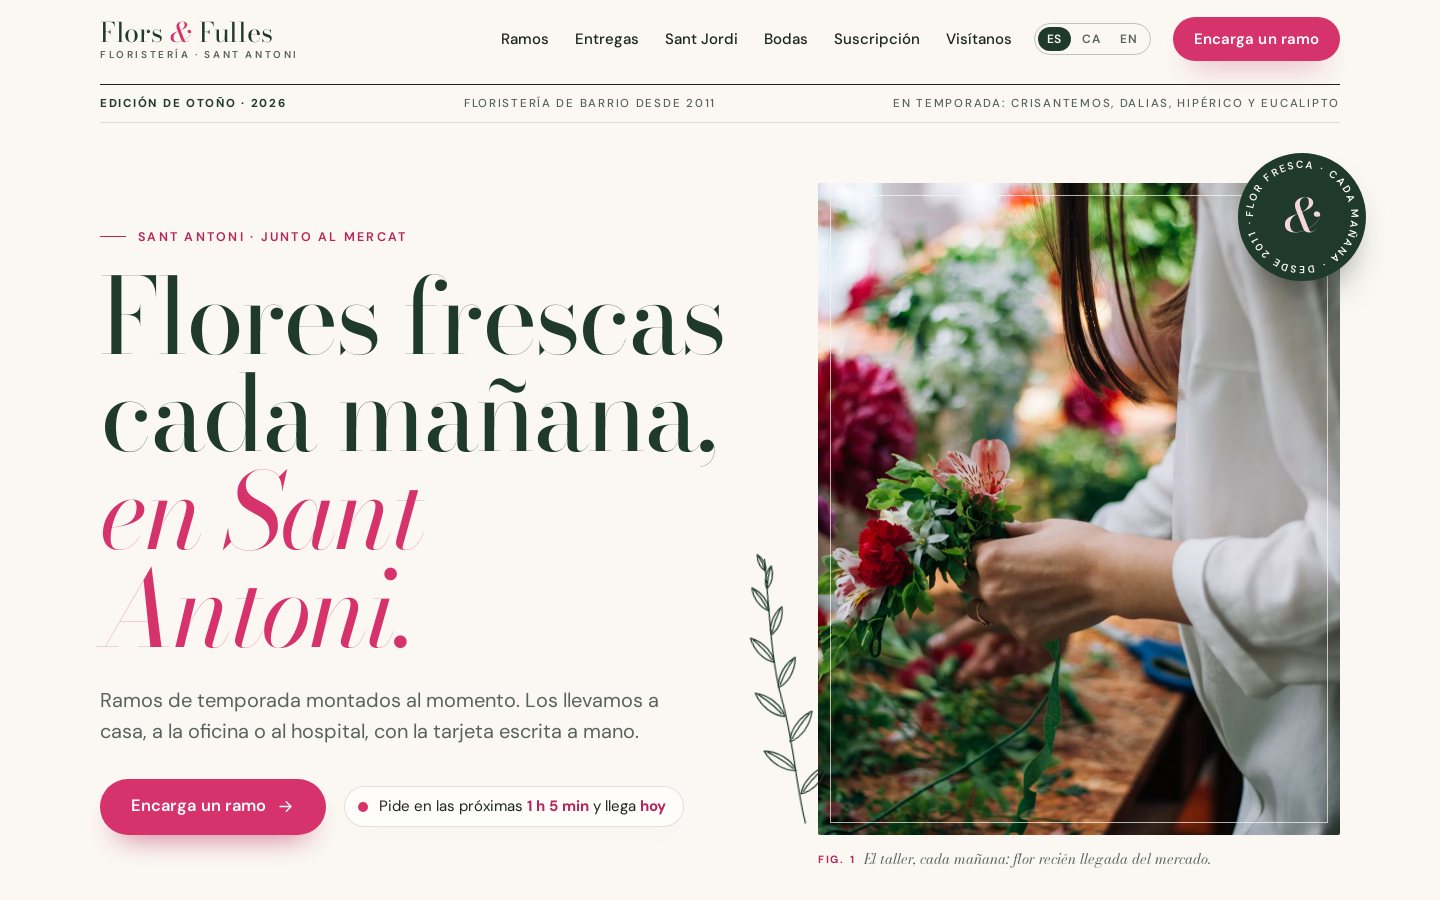 Flors & Fulles
FLORISTERÍA · SANT ANTONI
Ramos
Entregas
Sant Jordi
Bodas
Suscripción
Visítanos
ES
CA
EN
Encarga un ramo
EDICIÓN DE OTOÑO · 2026
FLORISTERÍA DE BARRIO DESDE 2011
EN TEMPORADA: CRISANTEMOS, DALIAS, HIPÉRICO Y EUCALIPTO
FLOR FRESCA · CADA MAÑANA · DESDE 2011 ·
&
SANT ANTONI · JUNTO AL MERCAT
Flores frescas
cada mañana,
en Sant
Antoni.
Ramos de temporada montados al momento. Los llevamos a
casa, a la oficina o al hospital, con la tarjeta escrita a mano.
Encarga un ramo →
Pide en las próximas 1 h 5 min y llega hoy
FIG. 1 El taller, cada mañana: flor recién llegada del mercado.